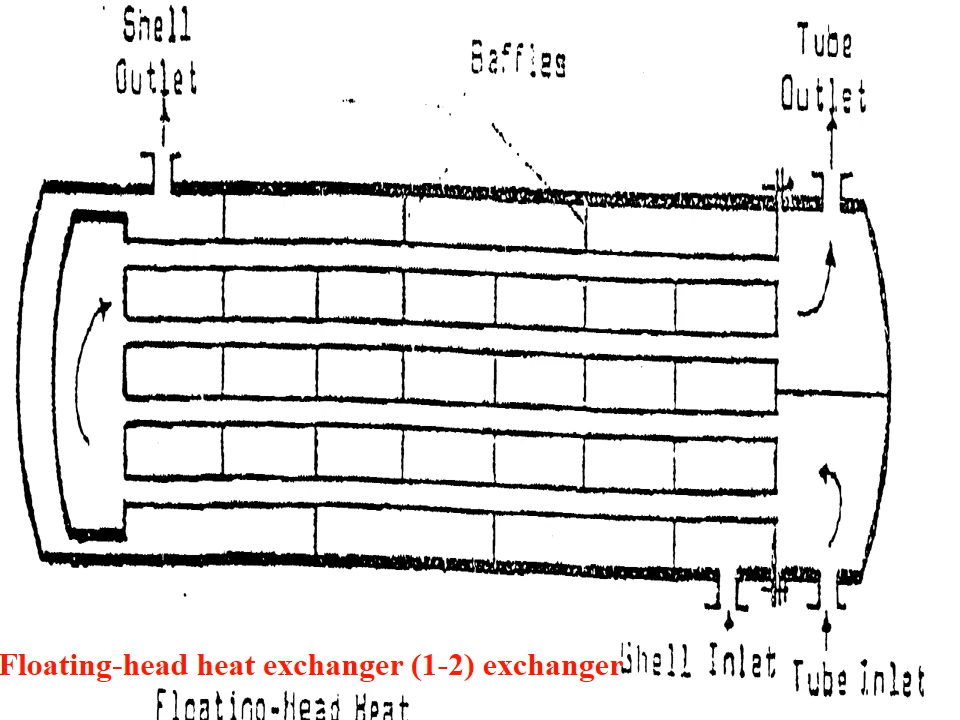 Shell
Outlet
Baffles
Tube
Outlet
Shell Inlet
Tube Inlet
Floating-head heat exchanger (1-2) exchanger
Floating-Head Heat